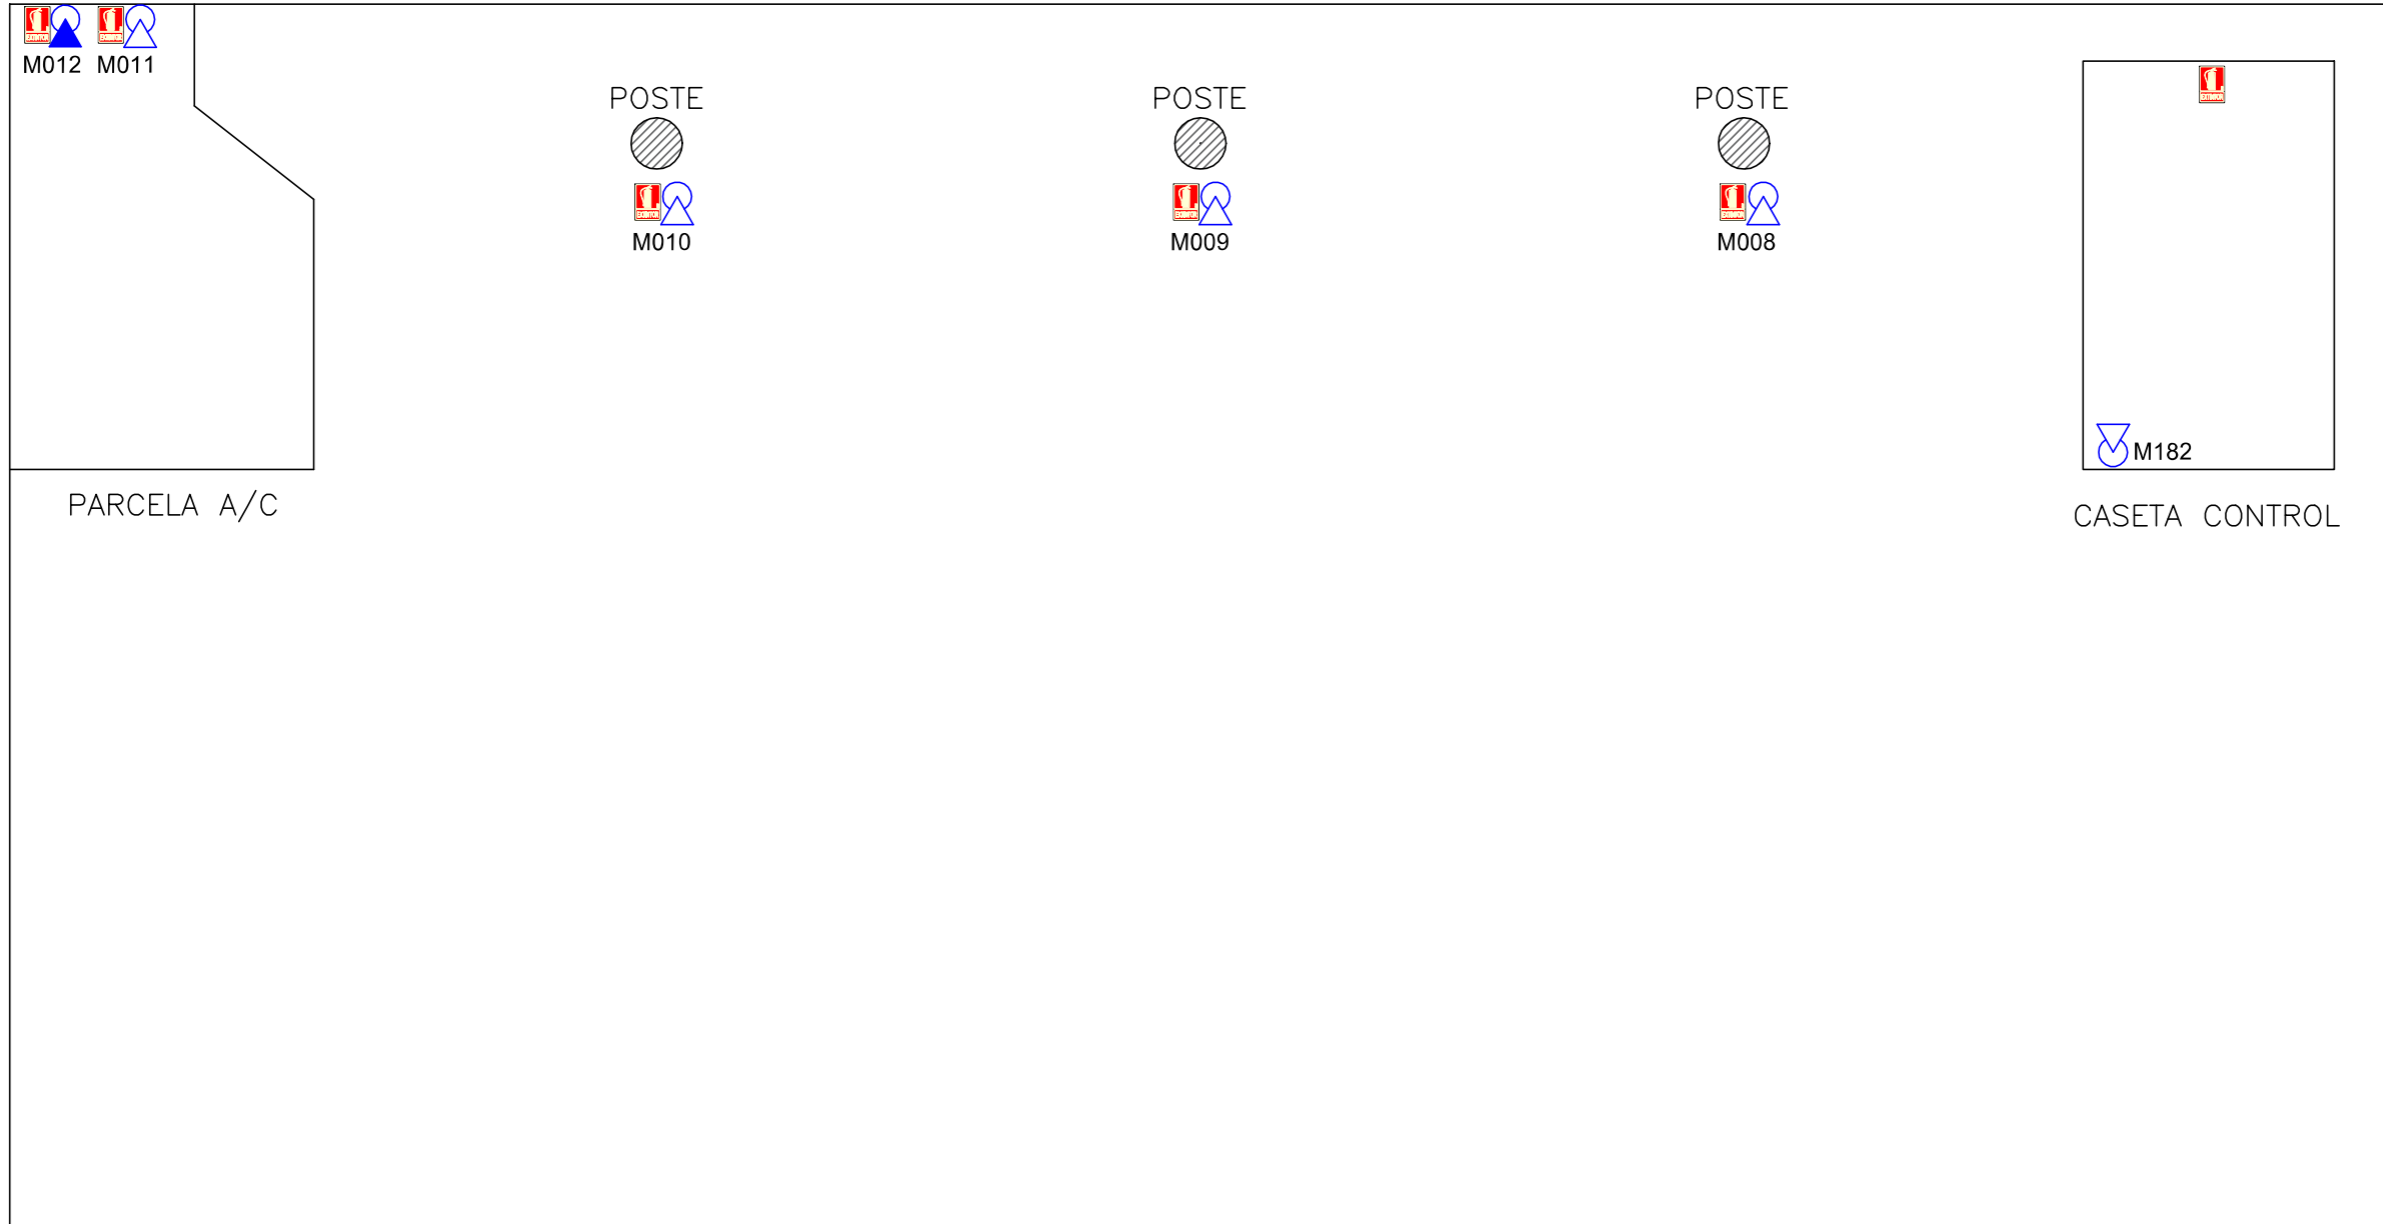 M012 M011
POSTE
POSTE
POSTE
M010
M009
M008
M182
PARCELA A/C
CASETA CONTROL